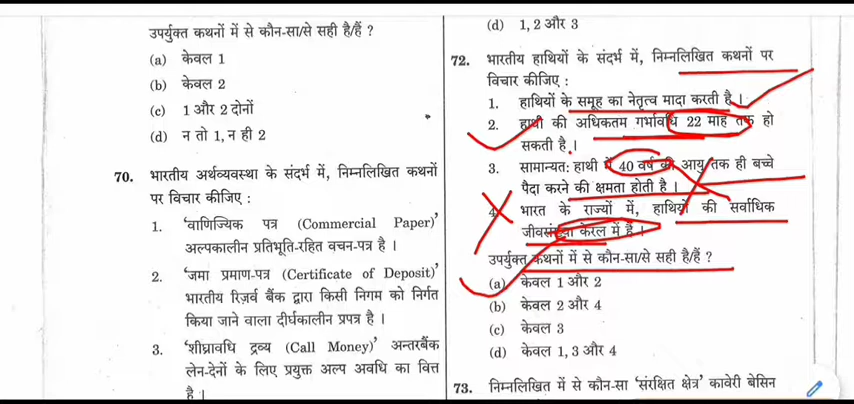 उपर्युक्त कथनों में से कौन-सा/से सही है/हैं ?
(a) केवल 1
(b) केवल 2
(c) 1 और 2 दोनों
(d) न तो 1, न ही 2
70. भारतीय अर्थव्यवस्था के संदर्भ में, निम्नलिखित कथनों
पर विचार कीजिए :
1. 'वाणिज्यिक पत्र (Commercial Paper)'
अल्पकालीन प्रतिभूति-रहित वचन-पत्र है ।
2. 'जमा प्रमाण-पत्र (Certificate of Deposit)'
भारतीय रिज़र्व बैंक द्वारा किसी निगम को निर्गत
किया जाने वाला दीर्घकालीन प्रपत्र है ।
3. 'शीघ्रावधि द्रव्य (Call Money)' अन्तरबैंक
लेन-देनों के लिए प्रयुक्त अल्प अवधि का वित्त
है ।
(d) 1, 2 और 3
72. भारतीय हाथियों के संदर्भ में, निम्नलिखित कथनों पर
विचार कीजिए :
1. हाथियों के समूह का नेतृत्व मादा करती है ।
2. हाथी की अधिकतम गर्भावधि 22 माह तक हो
सकती है ।
3. सामान्यतः हाथी में 40 वर्ष की आयु तक ही बच्चे
पैदा करने की क्षमता होती है ।
4. भारत के राज्यों में, हाथियों की सर्वाधिक
जीवसंख्या केरल में है ।
उपर्युक्त कथनों में से कौन-सा/से सही है/हैं ?
(a) केवल 1 और 2
(b) केवल 2 और 4
(c) केवल 3
(d) केवल 1, 3 और 4
73. निम्नलिखित में से कौन-सा 'संरक्षित क्षेत्र' कावेरी बेसिन